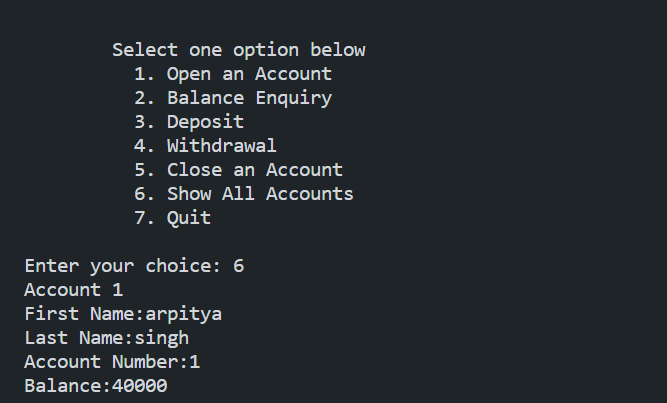 Select one option below
1. Open an Account
2. Balance Enquiry
3. Deposit
4. Withdrawal
5. Close an Account
6. Show All Accounts
7. Quit
Enter your choice: 6
Account 1
First Name:arpitya
Last Name:singh
Account Number:1
Balance:40000